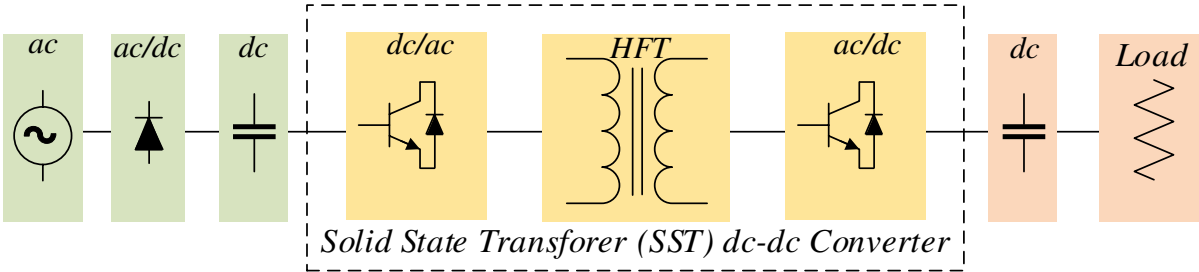 ac
ac/dc
dc
dc/ac
HFT
ac/dc
dc
Load
Solid State Transforer (SST) dc-dc Converter